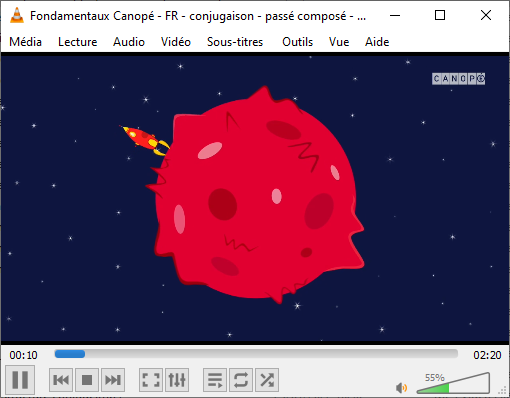 Fondamentaux Canopé - FR - conjugaison - passé composé - ...
Média Lecture Audio Vidéo Sous-titres Outils Vue Aide
CANOPÉ
00:10 02:20
55%